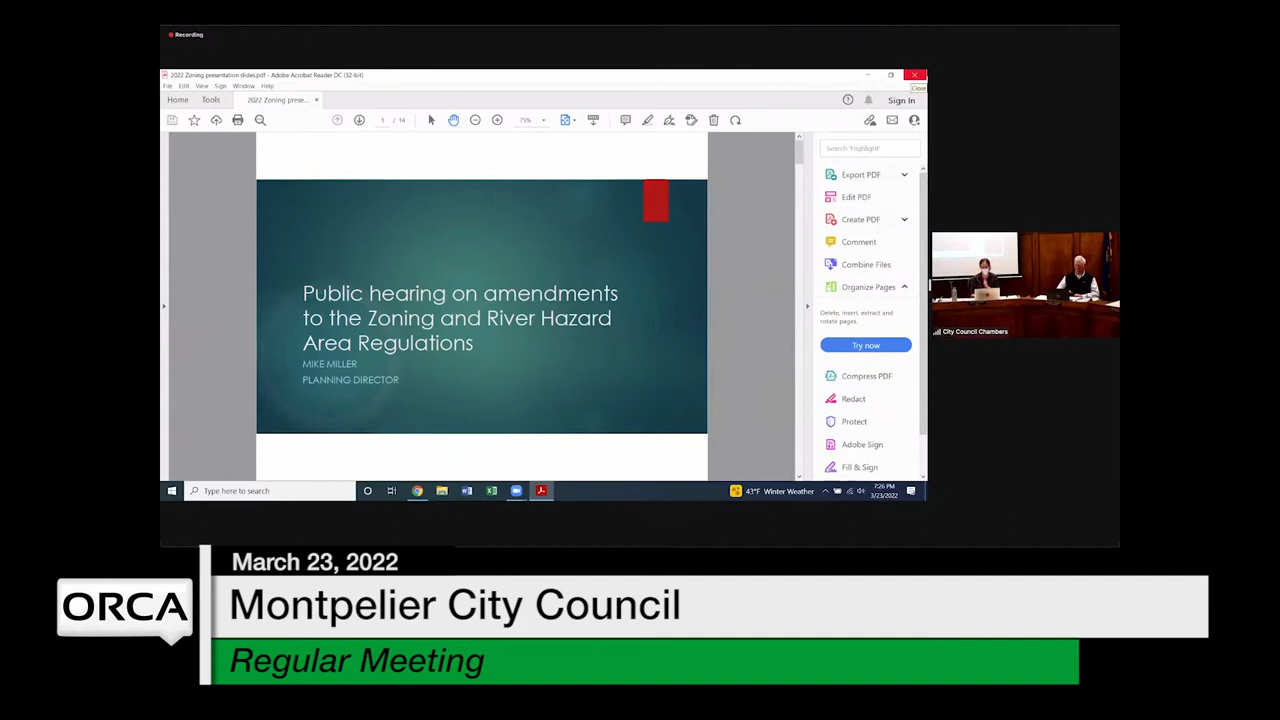 Recording
2022 Zoning presentation slides.pdf - Adobe Acrobat Reader DC (32-bit)
File Edit View Sign Window Help
Close
Home Tools 2022 Zoning prese... × Sign In
1 / 14 75%
Search 'Highlight'
Export PDF
Edit PDF
Create PDF
Comment
Combine Files
Organize Pages
Delete, insert, extract and
rotate pages.
Try now
Compress PDF
Redact
Protect
Adobe Sign
Fill & Sign
Public hearing on amendments
to the Zoning and River Hazard
Area Regulations
MIKE MILLER
PLANNING DIRECTOR
City Council Chambers
Type here to search
43°F Winter Weather
7:26 PM
3/23/2022
March 23, 2022
ORCA
Montpelier City Council
Regular Meeting